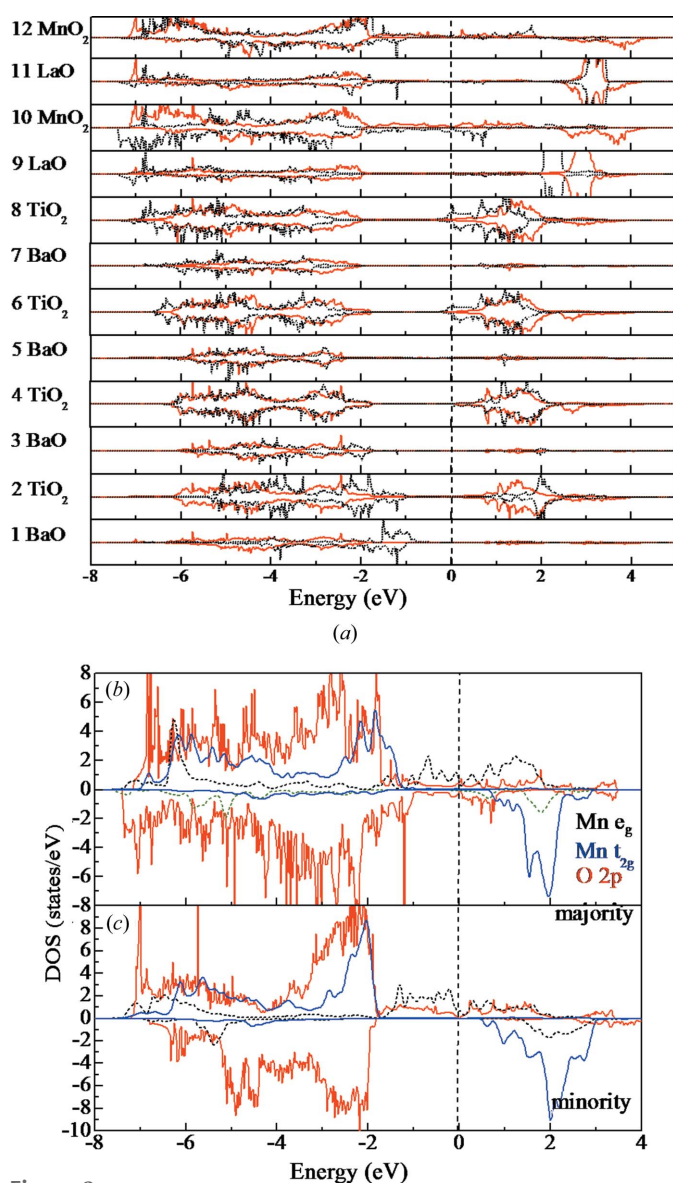 12 MnO₂
11 LaO
10 MnO₂
9 LaO
8 TiO₂
7 BaO
6 TiO₂
5 BaO
4 TiO₂
3 BaO
2 TiO₂
1 BaO
-8 -6 -4 -2 0 2 4
Energy (eV)
(a)
8
(b)
6
4
2
0
-2
Mn e_g
-4
Mn t_2g
-6
O 2p
-8
majority
8
(c)
6
4
2
0
-2
-4
-6
-8
minority
-10
DOS (states/eV)
-8 -6 -4 -2 0 2 4
Energy (eV)